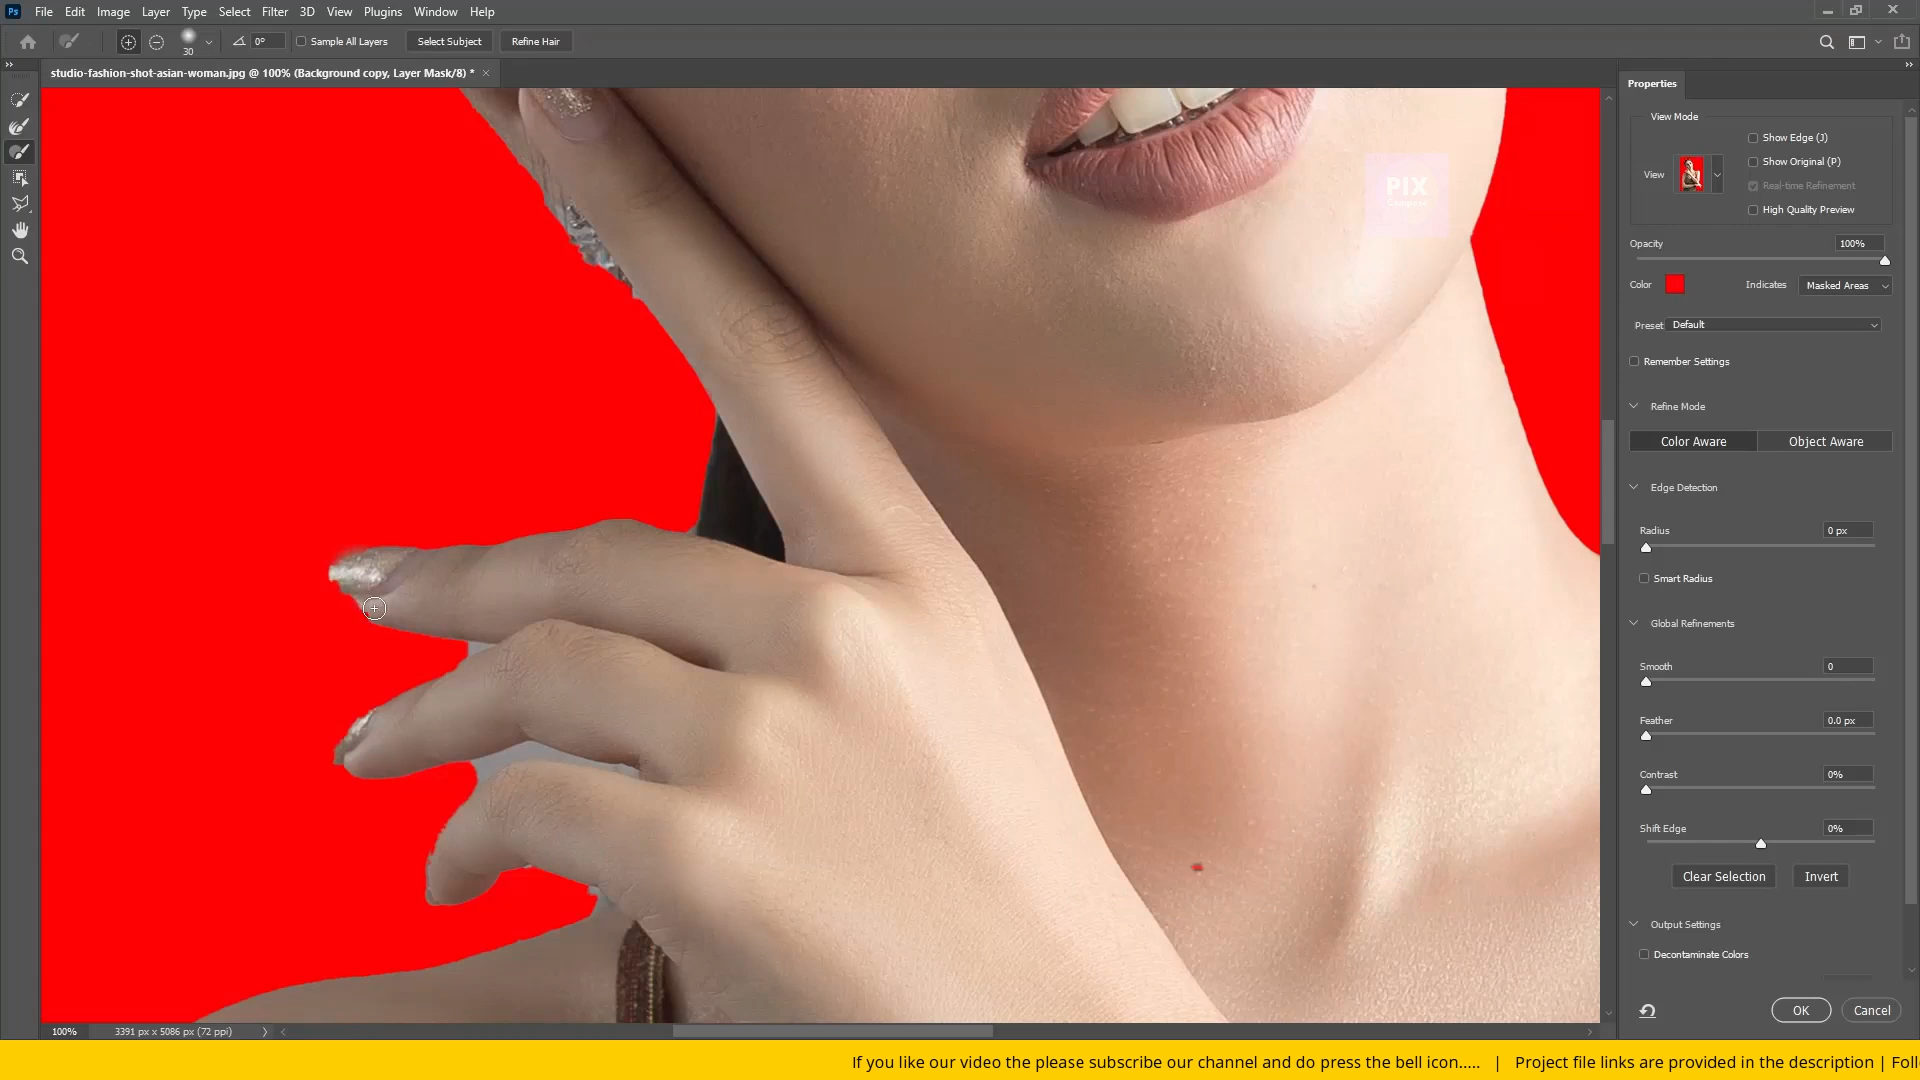 Ps File Edit Image Layer Type Select Filter 3D View Plugins Window Help
30 0° Sample All Layers Select Subject Refine Hair
studio-fashion-shot-asian-woman.jpg @ 100% (Background copy, Layer Mask/8) * ×
Properties
View Mode
Show Edge (J)
Show Original (P)
View
Real-time Refinement
High Quality Preview
Opacity 100%
Color Indicates Masked Areas
Preset Default
Remember Settings
Refine Mode
Color Aware Object Aware
Edge Detection
Radius 0 px
Smart Radius
Global Refinements
Smooth 0
Feather 0.0 px
Contrast 0%
Shift Edge 0%
Clear Selection Invert
Output Settings
Decontaminate Colors
OK Cancel
PIX
100% 3391 px x 5086 px (72 ppi)
If you like our video the please subscribe our channel and do press the bell icon..... | Project file links are provided in the description | Foll